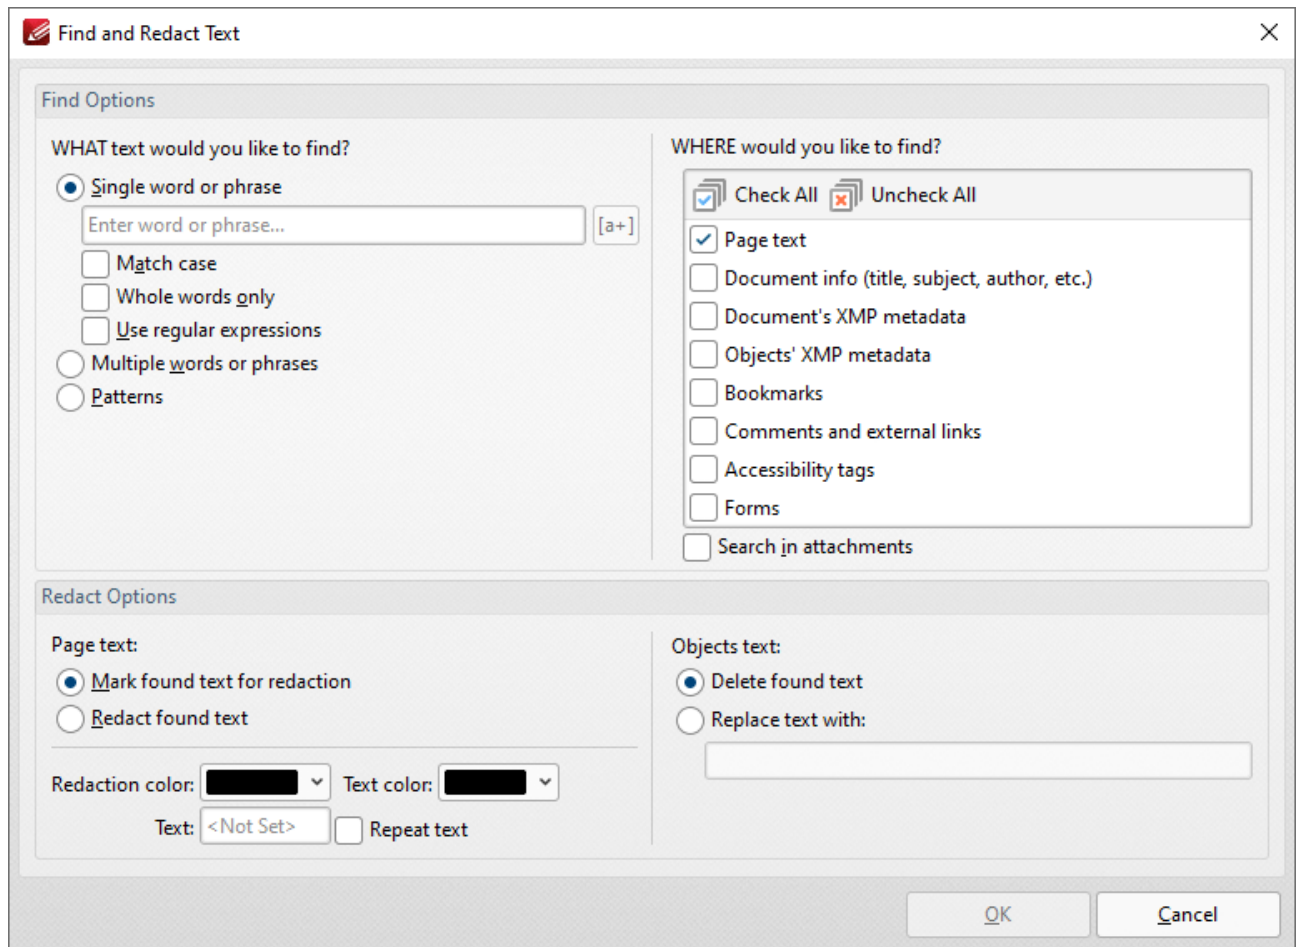 Find and Redact Text
Find Options
WHAT text would you like to find?
Single word or phrase
Enter word or phrase...
[a+]
Match case
Whole words only
Use regular expressions
Multiple words or phrases
Patterns
WHERE would you like to find?
Check All
Uncheck All
Page text
Document info (title, subject, author, etc.)
Document's XMP metadata
Objects' XMP metadata
Bookmarks
Comments and external links
Accessibility tags
Forms
Search in attachments
Redact Options
Page text:
Mark found text for redaction
Redact found text
Redaction color:
Text color:
Text: <Not Set>
Repeat text
Objects text:
Delete found text
Replace text with:
OK
Cancel